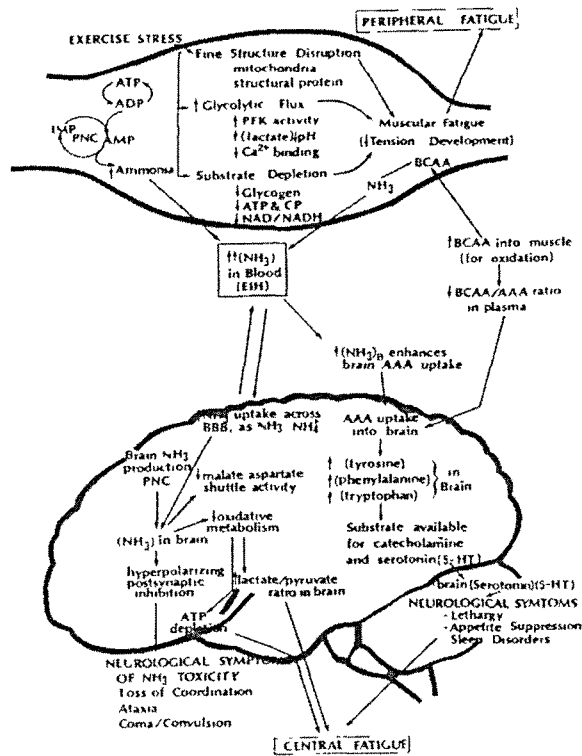 PERIPHERAL FATIGUE
EXERCISE STRESS
Fine Structure Disruption
mitochondria
structural protein
ATP
ADP
IMP
PNC
AMP
↑Ammonia
↑Glycolytic Flux
↑PFK activity
↑(lactate)↓pH
↓Ca2+ binding
Substrate Depletion
↓Glycogen
↓ATP & CP
↓NAD/NADH
Muscular Fatigue
(↓Tension Development)
BCAA
NH3
↑↑(NH3)
in Blood
(EIH)
↑BCAA into muscle
(for oxidation)
↓BCAA/AAA ratio
in plasma
↑(NH3)B enhances
brain AAA uptake
uptake across
BBB, as NH3 NH4
AAA uptake
into brain
Brain NH3
production
PNC
↓malate aspartate
shuttle activity
↑ (tyrosine)
↑ (phenylalanine)
↑ (tryptophan)
in
Brain
↓oxidative
metabolism
(NH3) in brain
Substrate available
for catecholamine
and serotonin (5-HT)
hyperpolarizing
postsynaptic
inhibition
↑lactate/pyruvate
ratio in brain
brain (Serotonin)(5-HT)
ATP
depletion
NEUROLOGICAL SYMTOMS
-Lethargy
-Appetite Suppression
Sleep Disorders
NEUROLOGICAL SYMPTO
OF NH3 TOXICITY
Loss of Coordination
Ataxia
Coma/Convulsion
CENTRAL FATIGUE